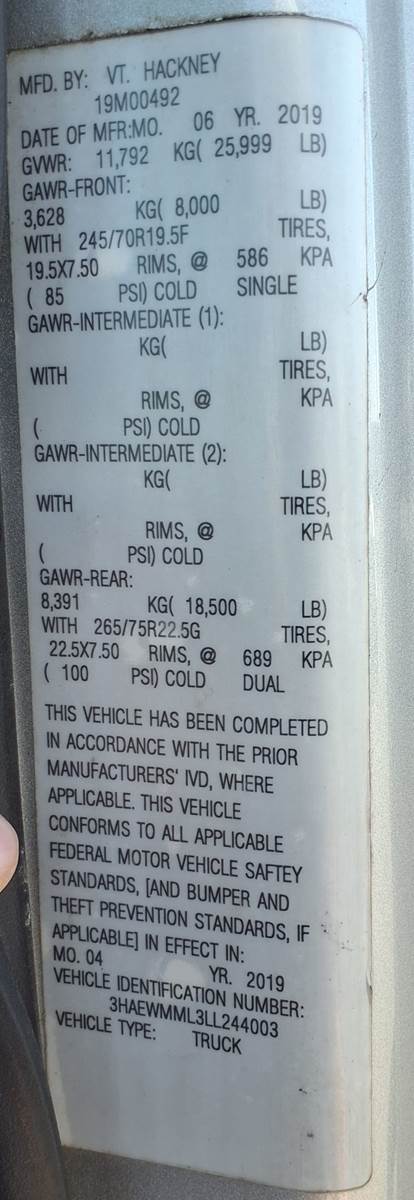 MFD. BY: VT. HACKNEY
19M00492
DATE OF MFR:MO. 06 YR. 2019
GVWR: 11,792 KG( 25,999 LB)
GAWR-FRONT:
3,628 KG( 8,000 LB)
WITH 245/70R19.5F TIRES,
19.5X7.50 RIMS, @ 586 KPA
( 85 PSI) COLD SINGLE
GAWR-INTERMEDIATE (1):
KG( LB)
WITH TIRES,
RIMS, @ KPA
( PSI) COLD
GAWR-INTERMEDIATE (2):
KG( LB)
WITH TIRES,
RIMS, @ KPA
( PSI) COLD
GAWR-REAR:
8,391 KG( 18,500 LB)
WITH 265/75R22.5G TIRES,
22.5X7.50 RIMS, @ 689 KPA
( 100 PSI) COLD DUAL
THIS VEHICLE HAS BEEN COMPLETED
IN ACCORDANCE WITH THE PRIOR
MANUFACTURERS' IVD, WHERE
APPLICABLE. THIS VEHICLE
CONFORMS TO ALL APPLICABLE
FEDERAL MOTOR VEHICLE SAFTEY
STANDARDS, [AND BUMPER AND
THEFT PREVENTION STANDARDS, IF
APPLICABLE] IN EFFECT IN:
MO. 04 YR. 2019
VEHICLE IDENTIFICATION NUMBER:
3HAEWMML3LL244003
VEHICLE TYPE: TRUCK